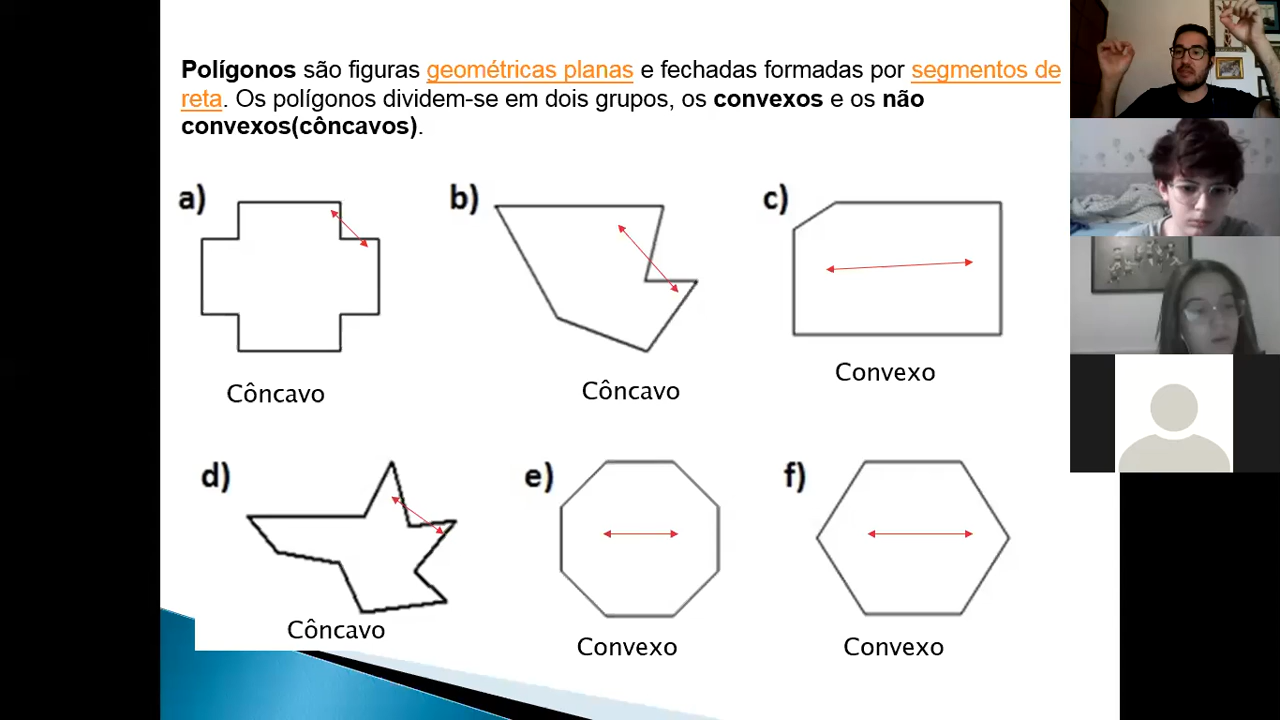 Polígonos são figuras geométricas planas e fechadas formadas por segmentos de
reta. Os polígonos dividem-se em dois grupos, os convexos e os não
convexos(côncavos).
a)
b)
c)
Côncavo
Côncavo
Convexo
d)
e)
f)
Côncavo
Convexo
Convexo